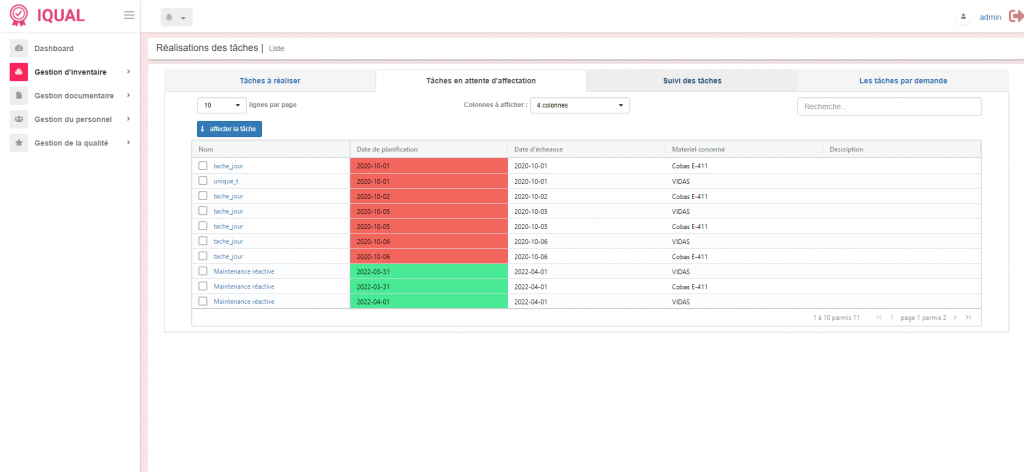 IQUAL
admin
Dashboard
Gestion d'inventaire
Gestion documentaire
Gestion du personnel
Gestion de la qualité
Réalisations des tâches | Liste
Tâches à réaliser Tâches en attente d'affectation Suivi des tâches Les tâches par demande
10 lignes par page Colonnes à afficher : 4 colonnes Recherche...
affecter la tâche
Nom Date de planification Date d'écheance Materiel concerné Description
tache_jour 2020-10-01 2020-10-01 Cobas E-411
unique_t 2020-10-01 2020-10-01 VIDAS
tache_jour 2020-10-02 2020-10-02 Cobas E-411
tache_jour 2020-10-05 2020-10-05 VIDAS
tache_jour 2020-10-05 2020-10-05 Cobas E-411
tache_jour 2020-10-06 2020-10-06 VIDAS
tache_jour 2020-10-06 2020-10-06 Cobas E-411
Maintenance réactive 2022-03-31 2022-04-01 VIDAS
Maintenance réactive 2022-03-31 2022-04-01 Cobas E-411
Maintenance réactive 2022-04-01 2022-04-01 VIDAS
1 à 10 parmis 11 page 1 parmis 2